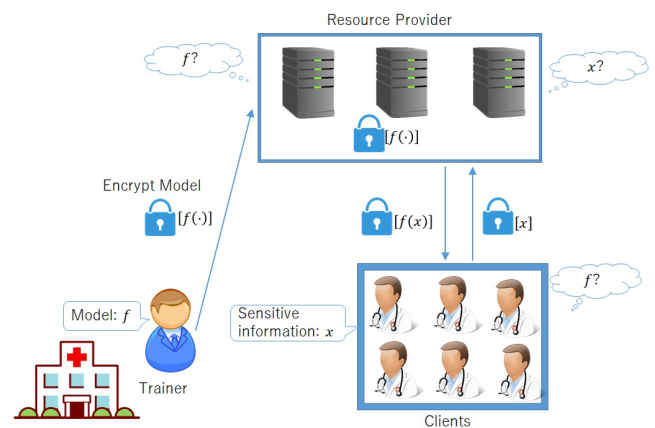 Resource Provider
f?
x?
[f(·)]
Encrypt Model
[f(·)]
[f(x)]
[x]
f?
Model: f
Sensitive
information: x
Trainer
Clients